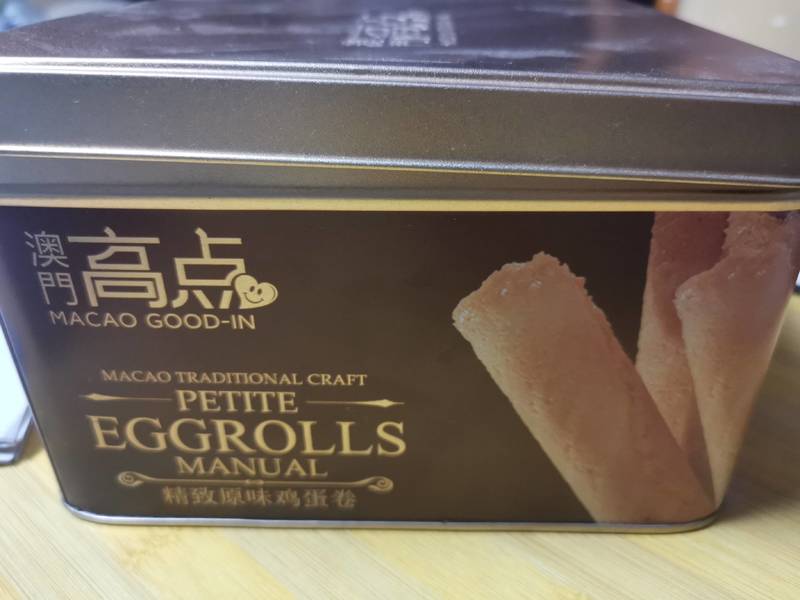 澳門高点
MACAO GOOD-IN
MACAO TRADITIONAL CRAFT
PETITE
EGGROLLS
MANUAL
精致原味鸡蛋卷